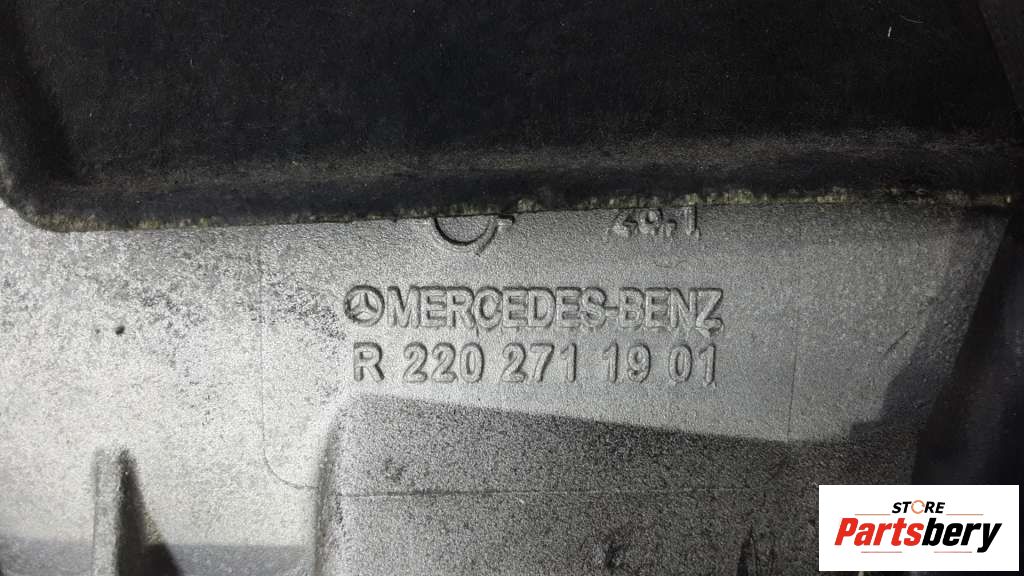 MERCEDES-BENZ
R 220 271 19 01
STORE
Partsbery